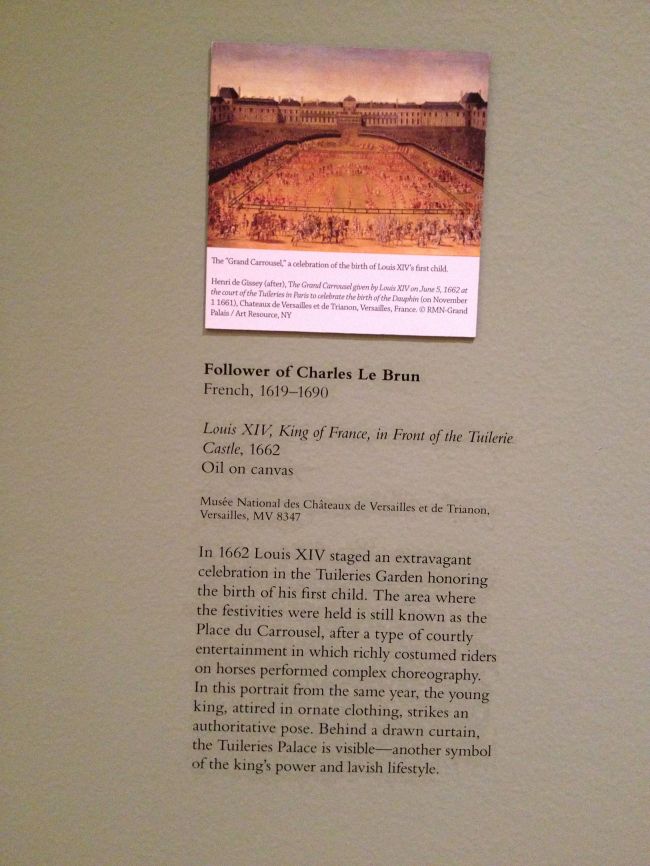 The "Grand Carrousel," a celebration of the birth of Louis XIV's first child.
Henri de Gissey (after), The Grand Carrousel given by Louis XIV on June 5, 1662 at
the court of the Tuileries in Paris to celebrate the birth of the Dauphin (on November
1 1661), Chateaux de Versailles et de Trianon, Versailles, France. © RMN-Grand
Palais / Art Resource, NY
Follower of Charles Le Brun
French, 1619–1690
Louis XIV, King of France, in Front of the Tuilerie
Castle, 1662
Oil on canvas
Musée National des Châteaux de Versailles et de Trianon,
Versailles, MV 8347
In 1662 Louis XIV staged an extravagant
celebration in the Tuileries Garden honoring
the birth of his first child. The area where
the festivities were held is still known as the
Place du Carrousel, after a type of courtly
entertainment in which richly costumed riders
on horses performed complex choreography.
In this portrait from the same year, the young
king, attired in ornate clothing, strikes an
authoritative pose. Behind a drawn curtain,
the Tuileries Palace is visible—another symbol
of the king's power and lavish lifestyle.